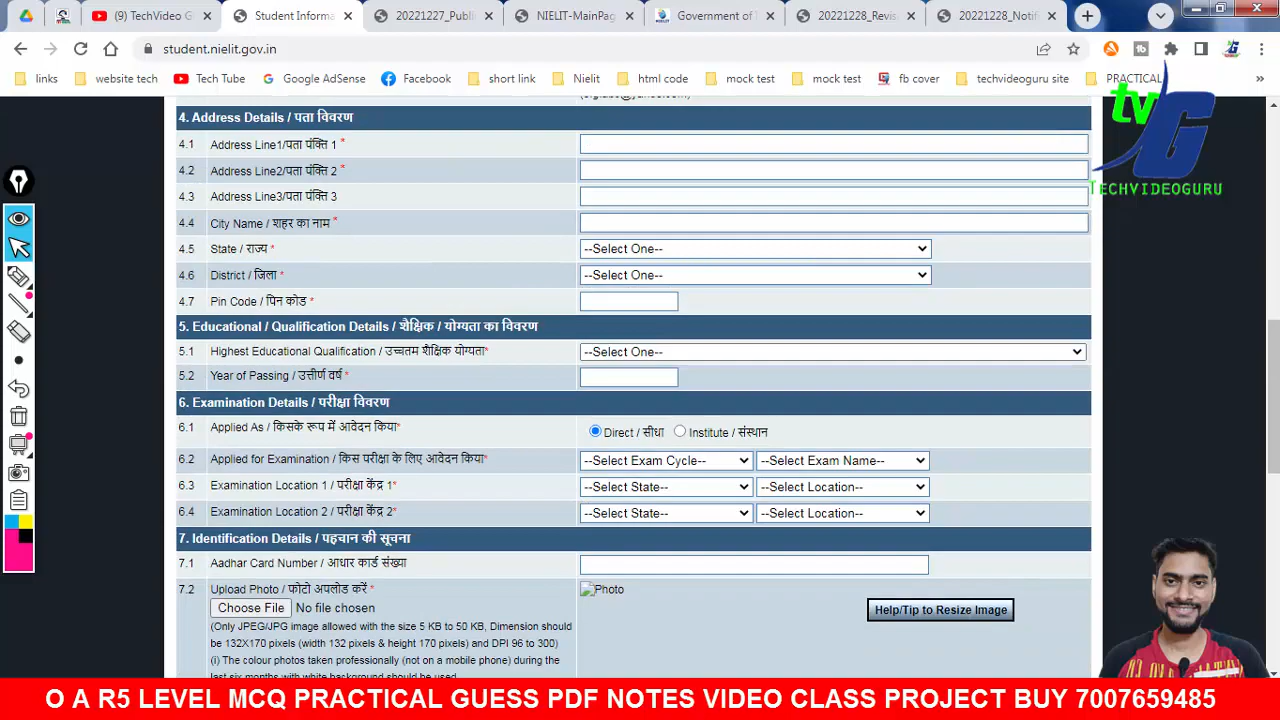 (9) TechVideo G
Student Informa
20221227_Publi
NIELIT-MainPag
Government of I
20221228_Revis
20221228_Notif
student.nielit.gov.in
links
website tech
Tech Tube
Google AdSense
Facebook
short link
Nielit
html code
mock test
mock test
fb cover
techvideoguru site
PRACTICAL
»
tvG
TECHVIDEOGURU
4. Address Details / पता विवरण
4.1 Address Line1/पता पंक्ति 1 *
4.2 Address Line2/पता पंक्ति 2 *
4.3 Address Line3/पता पंक्ति 3
4.4 City Name / शहर का नाम *
4.5 State / राज्य * --Select One--
4.6 District / जिला * --Select One--
4.7 Pin Code / पिन कोड *
5. Educational / Qualification Details / शैक्षिक / योग्यता का विवरण
5.1 Highest Educational Qualification / उच्चतम शैक्षिक योग्यता* --Select One--
5.2 Year of Passing / उत्तीर्ण वर्ष *
6. Examination Details / परीक्षा विवरण
6.1 Applied As / किसके रूप में आवेदन किया* Direct / सीधा Institute / संस्थान
6.2 Applied for Examination / किस परीक्षा के लिए आवेदन किया* --Select Exam Cycle-- --Select Exam Name--
6.3 Examination Location 1 / परीक्षा केंद्र 1* --Select State-- --Select Location--
6.4 Examination Location 2 / परीक्षा केंद्र 2* --Select State-- --Select Location--
7. Identification Details / पहचान की सूचना
7.1 Aadhar Card Number / आधार कार्ड संख्या
7.2 Upload Photo / फोटो अपलोड करें * Photo
Choose File No file chosen Help/Tip to Resize Image
(Only JPEG/JPG image allowed with the size 5 KB to 50 KB, Dimension should
be 132X170 pixels (width 132 pixels & height 170 pixels) and DPI 96 to 300)
(i) The colour photos taken professionally (not on a mobile phone) during the
last six months with white background should be used
O A R5 LEVEL MCQ PRACTICAL GUESS PDF NOTES VIDEO CLASS PROJECT BUY 7007659485